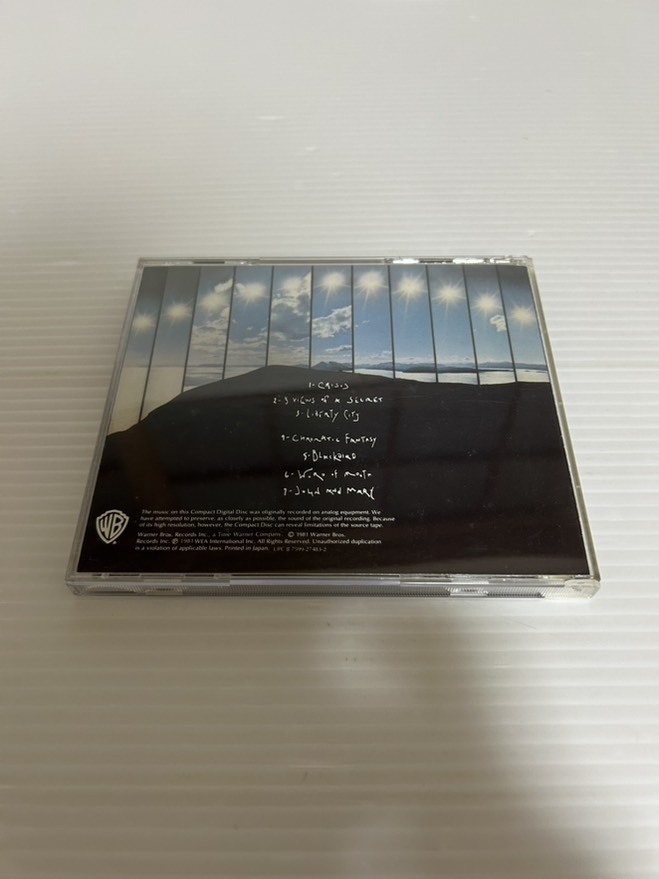 1- Crisis
2- 3 Views of a Secret
3- Liberty City
4- Chromatic Fantasy
5- Blackbird
6- Word of Mouth
7- John and Mary
WB
The music on this Compact Digital Disc was originally recorded on analog equipment. We
have attempted to preserve, as closely as possible, the sound of the original recording. Because
of its high resolution, however, the Compact Disc can reveal limitations of the source tape.
Warner Bros. Records Inc., a Time Warner Company. © 1981 Warner Bros.
Records Inc. ℗ 1981 WEA International Inc. All Rights Reserved. Unauthorized duplication
is a violation of applicable laws. Printed in Japan.